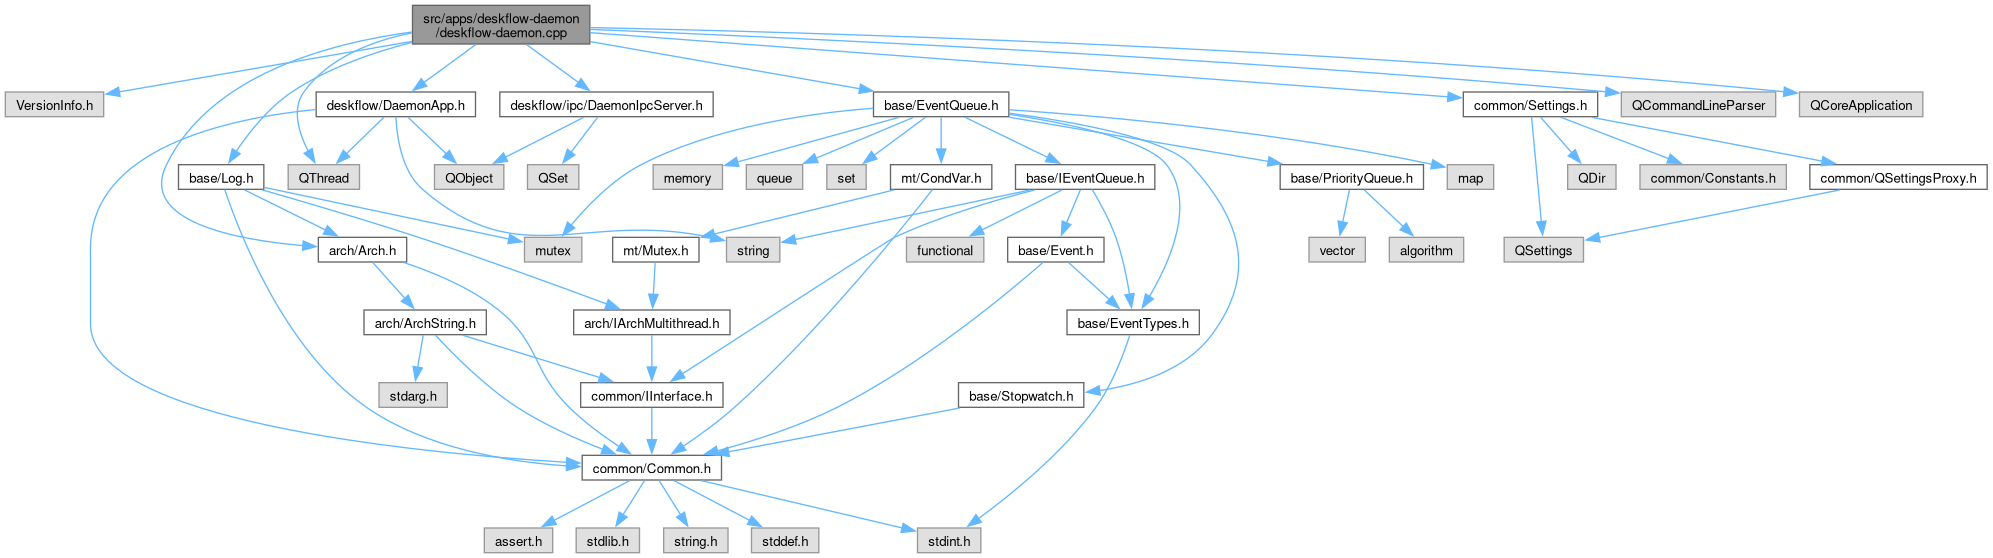 src/apps/deskflow-daemon
/deskflow-daemon.cpp
VersionInfo.h
deskflow/DaemonApp.h
deskflow/ipc/DaemonIpcServer.h
base/EventQueue.h
common/Settings.h
QCommandLineParser
QCoreApplication
base/Log.h
QThread
QObject
QSet
memory
queue
set
mt/CondVar.h
base/IEventQueue.h
base/PriorityQueue.h
map
QDir
common/Constants.h
common/QSettingsProxy.h
arch/Arch.h
mutex
mt/Mutex.h
string
functional
base/Event.h
vector
algorithm
QSettings
arch/ArchString.h
arch/IArchMultithread.h
base/EventTypes.h
stdarg.h
common/IInterface.h
base/Stopwatch.h
common/Common.h
assert.h
stdlib.h
string.h
stddef.h
stdint.h